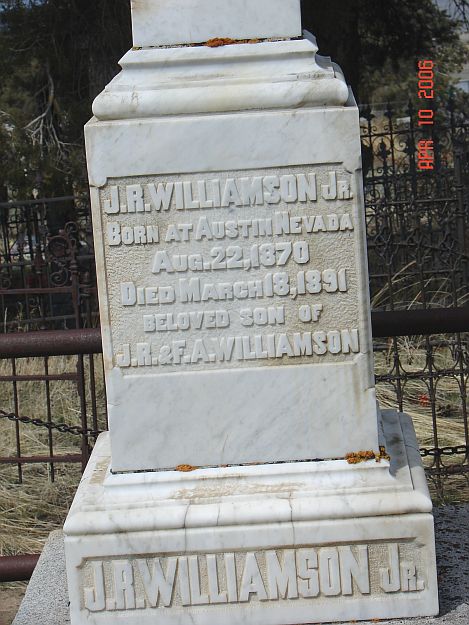 APR 10 2006
J.R. WILLIAMSON JR.
BORN AT AUSTIN NEVADA
AUG. 22, 1870
DIED MARCH 18, 1891
BELOVED SON OF
J.R. & F.A. WILLIAMSON
J.R. WILLIAMSON JR.